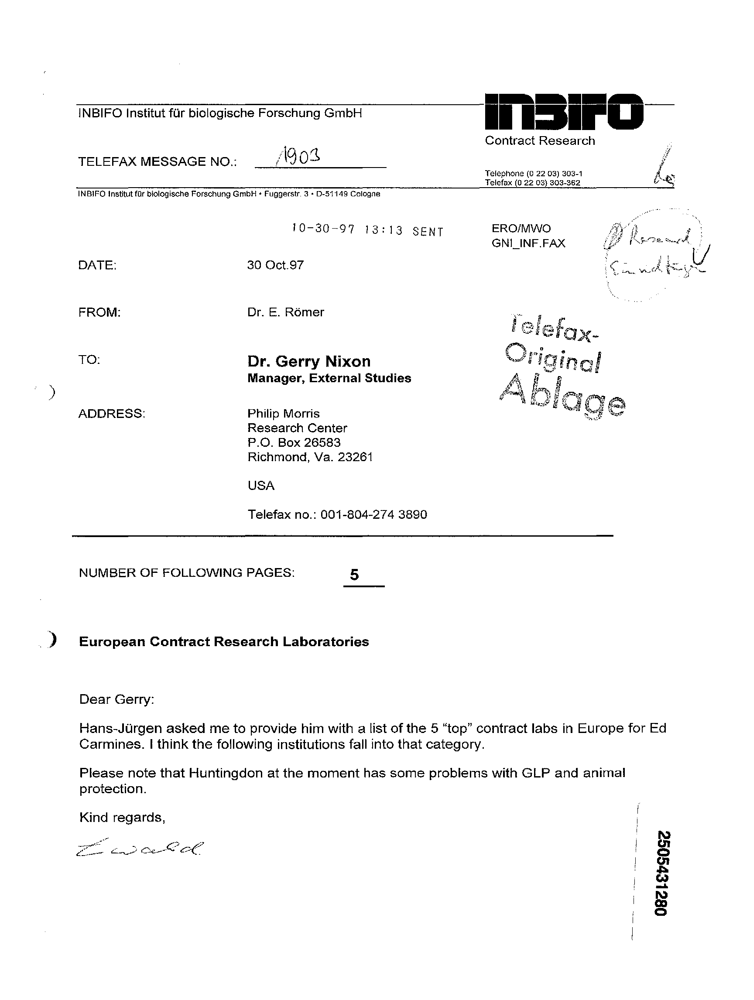 INBIFO Institut für biologische Forschung GmbH
INBIFO
Contract Research
TELEFAX MESSAGE NO.: 1903
Telephone (0 22 03) 303-1
Telefax (0 22 03) 303-362
INBIFO Institut für biologische Forschung GmbH • Fuggerstr. 3 • D-51149 Cologne
10-30-97 13:13 SENT
ERO/MWO
GNI_INF.FAX
DATE: 30 Oct.97
FROM: Dr. E. Römer
Telefax-
Original
Ablage
TO: Dr. Gerry Nixon
Manager, External Studies
ADDRESS: Philip Morris
Research Center
P.O. Box 26583
Richmond, Va. 23261
USA
Telefax no.: 001-804-274 3890
NUMBER OF FOLLOWING PAGES: 5
European Contract Research Laboratories
Dear Gerry:
Hans-Jürgen asked me to provide him with a list of the 5 “top” contract labs in Europe for Ed
Carmines. I think the following institutions fall into that category.
Please note that Huntingdon at the moment has some problems with GLP and animal
protection.
Kind regards,
Ewald
2505431280